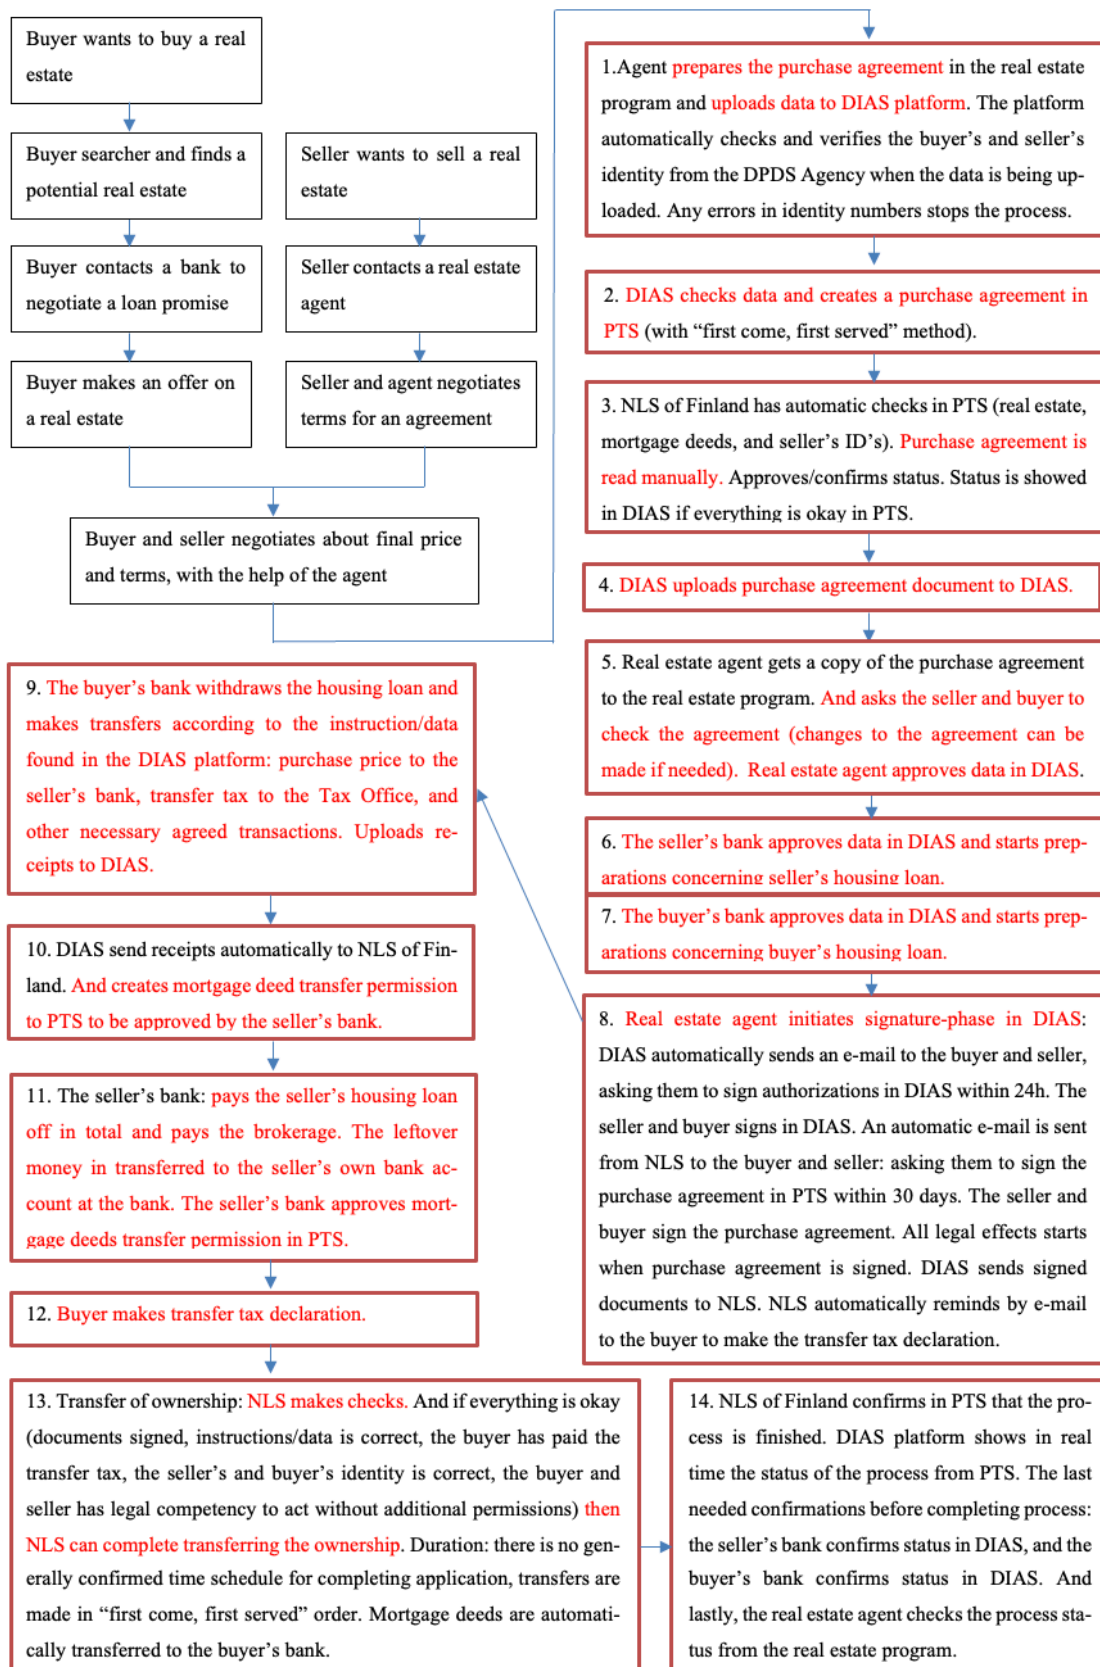 Buyer wants to buy a real
estate
Buyer searcher and finds a
potential real estate
Seller wants to sell a real
estate
Buyer contacts a bank to
negotiate a loan promise
Seller contacts a real estate
agent
Buyer makes an offer on
a real estate
Seller and agent negotiates
terms for an agreement
Buyer and seller negotiates about final price
and terms, with the help of the agent
1.Agent prepares the purchase agreement in the real estate
program and uploads data to DIAS platform. The platform
automatically checks and verifies the buyer's and seller's
identity from the DPDS Agency when the data is being up-
loaded. Any errors in identity numbers stops the process.
2. DIAS checks data and creates a purchase agreement in
PTS (with “first come, first served” method).
3. NLS of Finland has automatic checks in PTS (real estate,
mortgage deeds, and seller's ID's). Purchase agreement is
read manually. Approves/confirms status. Status is showed
in DIAS if everything is okay in PTS.
4. DIAS uploads purchase agreement document to DIAS.
5. Real estate agent gets a copy of the purchase agreement
to the real estate program. And asks the seller and buyer to
check the agreement (changes to the agreement can be
made if needed). Real estate agent approves data in DIAS.
6. The seller's bank approves data in DIAS and starts prep-
arations concerning seller's housing loan.
7. The buyer's bank approves data in DIAS and starts prep-
arations concerning buyer's housing loan.
8. Real estate agent initiates signature-phase in DIAS:
DIAS automatically sends an e-mail to the buyer and seller,
asking them to sign authorizations in DIAS within 24h. The
seller and buyer signs in DIAS. An automatic e-mail is sent
from NLS to the buyer and seller: asking them to sign the
purchase agreement in PTS within 30 days. The seller and
buyer sign the purchase agreement. All legal effects starts
when purchase agreement is signed. DIAS sends signed
documents to NLS. NLS automatically reminds by e-mail
to the buyer to make the transfer tax declaration.
9. The buyer's bank withdraws the housing loan and
makes transfers according to the instruction/data
found in the DIAS platform: purchase price to the
seller's bank, transfer tax to the Tax Office, and
other necessary agreed transactions. Uploads re-
ceipts to DIAS.
10. DIAS send receipts automatically to NLS of Fin-
land. And creates mortgage deed transfer permission
to PTS to be approved by the seller's bank.
11. The seller's bank: pays the seller's housing loan
off in total and pays the brokerage. The leftover
money in transferred to the seller's own bank ac-
count at the bank. The seller's bank approves mort-
gage deeds transfer permission in PTS.
12. Buyer makes transfer tax declaration.
13. Transfer of ownership: NLS makes checks. And if everything is okay
(documents signed, instructions/data is correct, the buyer has paid the
transfer tax, the seller's and buyer's identity is correct, the buyer and
seller has legal competency to act without additional permissions) then
NLS can complete transferring the ownership. Duration: there is no gen-
erally confirmed time schedule for completing application, transfers are
made in “first come, first served” order. Mortgage deeds are automati-
cally transferred to the buyer's bank.
14. NLS of Finland confirms in PTS that the pro-
cess is finished. DIAS platform shows in real
time the status of the process from PTS. The last
needed confirmations before completing process:
the seller's bank confirms status in DIAS, and the
buyer's bank confirms status in DIAS. And
lastly, the real estate agent checks the process sta-
tus from the real estate program.